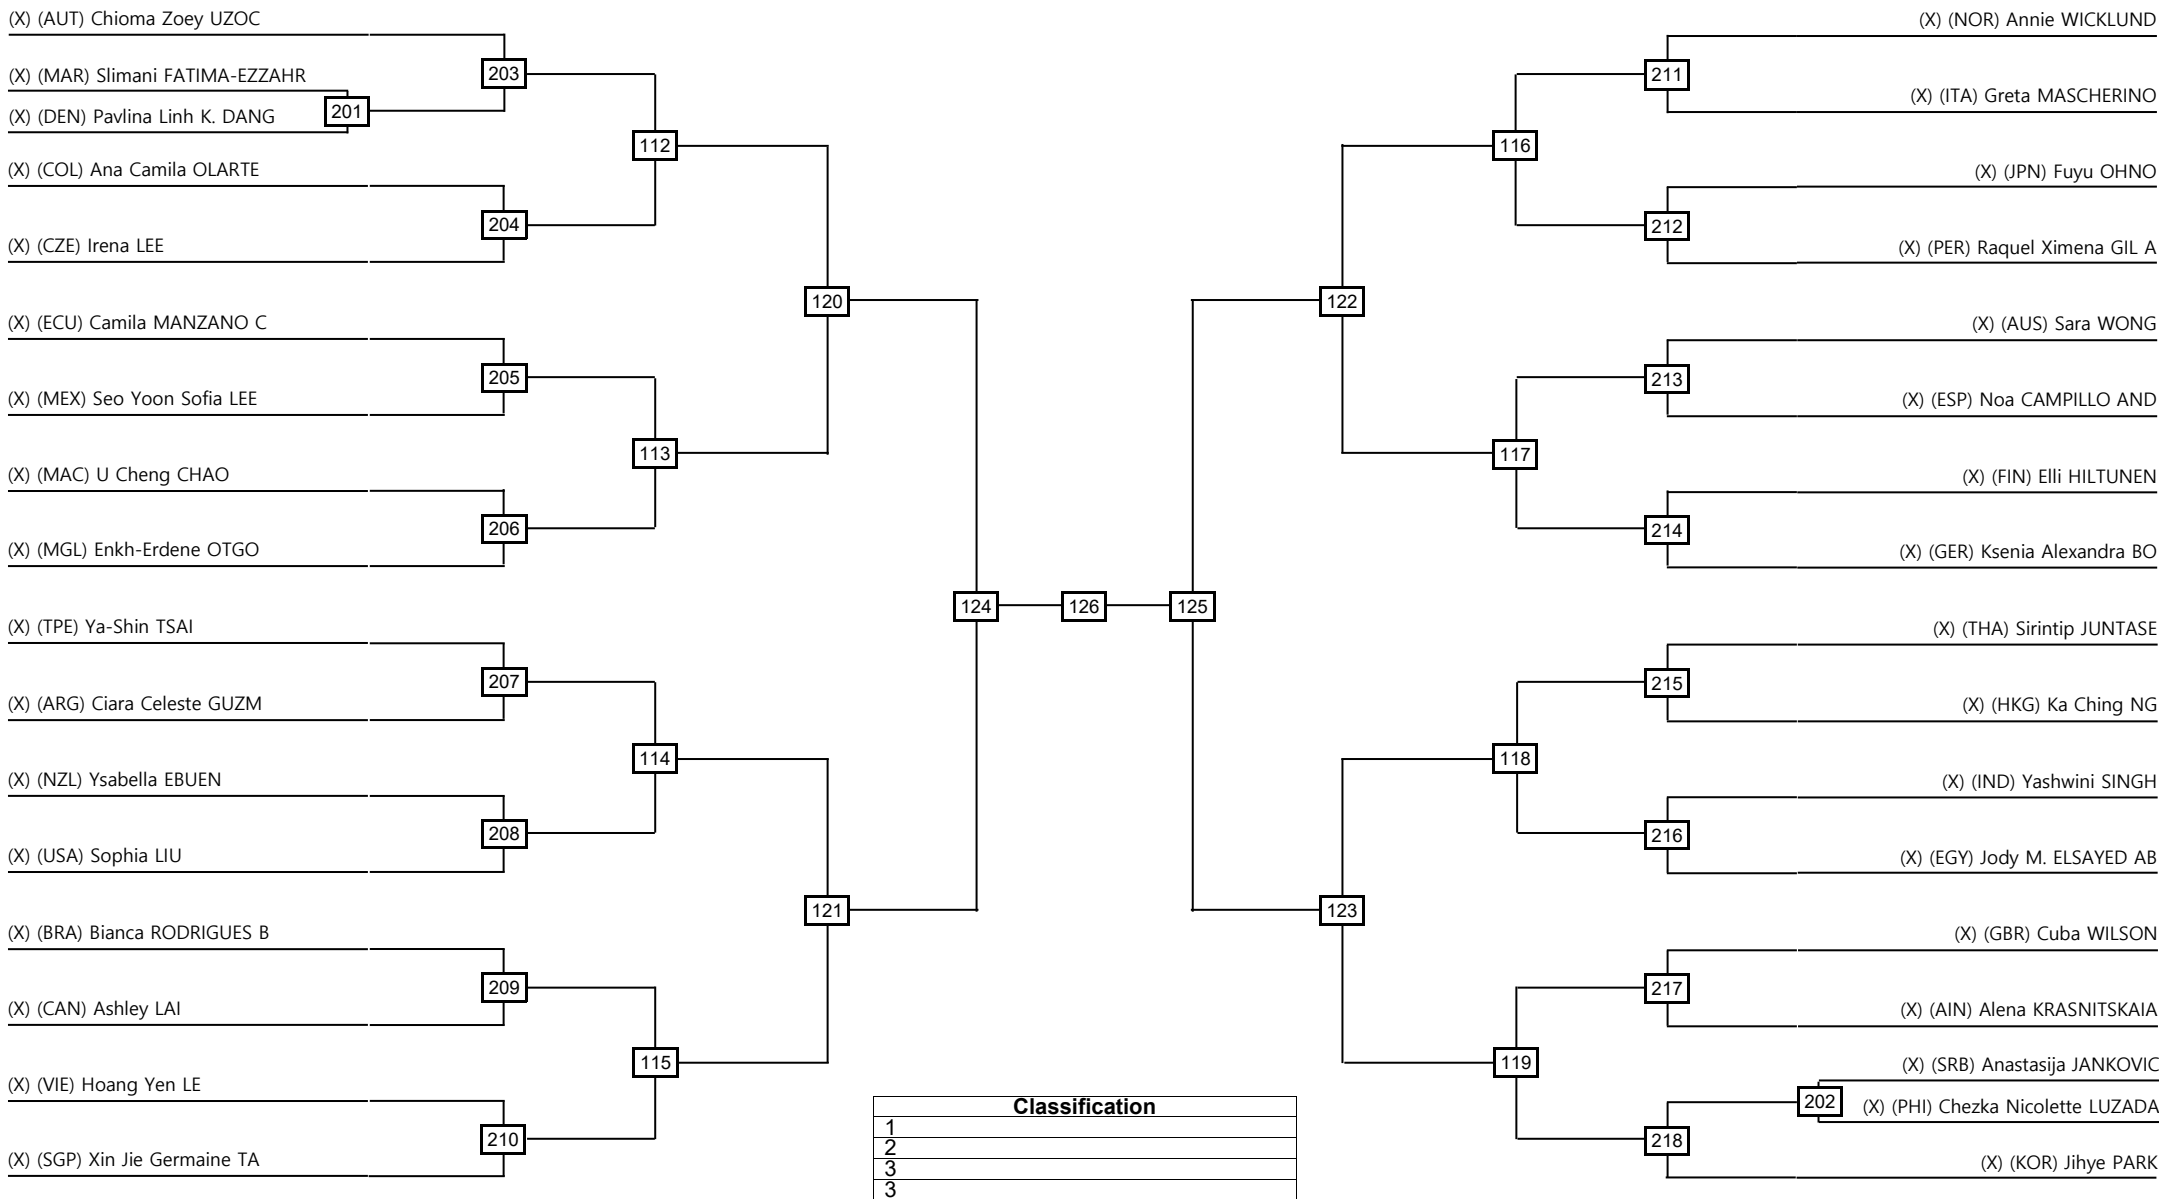 (X) (AUT) Chioma Zoey UZOC
203
(X) (MAR) Slimani FATIMA-EZZAHR
201
(X) (DEN) Pavlina Linh K. DANG
112
(X) (COL) Ana Camila OLARTE
204
(X) (CZE) Irena LEE
120
(X) (ECU) Camila MANZANO C
205
(X) (MEX) Seo Yoon Sofia LEE
113
(X) (MAC) U Cheng CHAO
206
(X) (MGL) Enkh-Erdene OTGO
124
126
125
(X) (TPE) Ya-Shin TSAI
207
(X) (ARG) Ciara Celeste GUZM
114
(X) (NZL) Ysabella EBUEN
208
(X) (USA) Sophia LIU
121
(X) (BRA) Bianca RODRIGUES B
209
(X) (CAN) Ashley LAI
115
(X) (VIE) Hoang Yen LE
210
(X) (SGP) Xin Jie Germaine TA
(X) (NOR) Annie WICKLUND
211
(X) (ITA) Greta MASCHERINO
116
(X) (JPN) Fuyu OHNO
212
(X) (PER) Raquel Ximena GIL A
122
(X) (AUS) Sara WONG
213
(X) (ESP) Noa CAMPILLO AND
117
(X) (FIN) Elli HILTUNEN
214
(X) (GER) Ksenia Alexandra BO
(X) (THA) Sirintip JUNTASE
215
(X) (HKG) Ka Ching NG
118
(X) (IND) Yashwini SINGH
216
(X) (EGY) Jody M. ELSAYED AB
123
(X) (GBR) Cuba WILSON
217
(X) (AIN) Alena KRASNITSKAIA
119
(X) (SRB) Anastasija JANKOVIC
202
(X) (PHI) Chezka Nicolette LUZADA
218
(X) (KOR) Jihye PARK
Classification
1
2
3
3